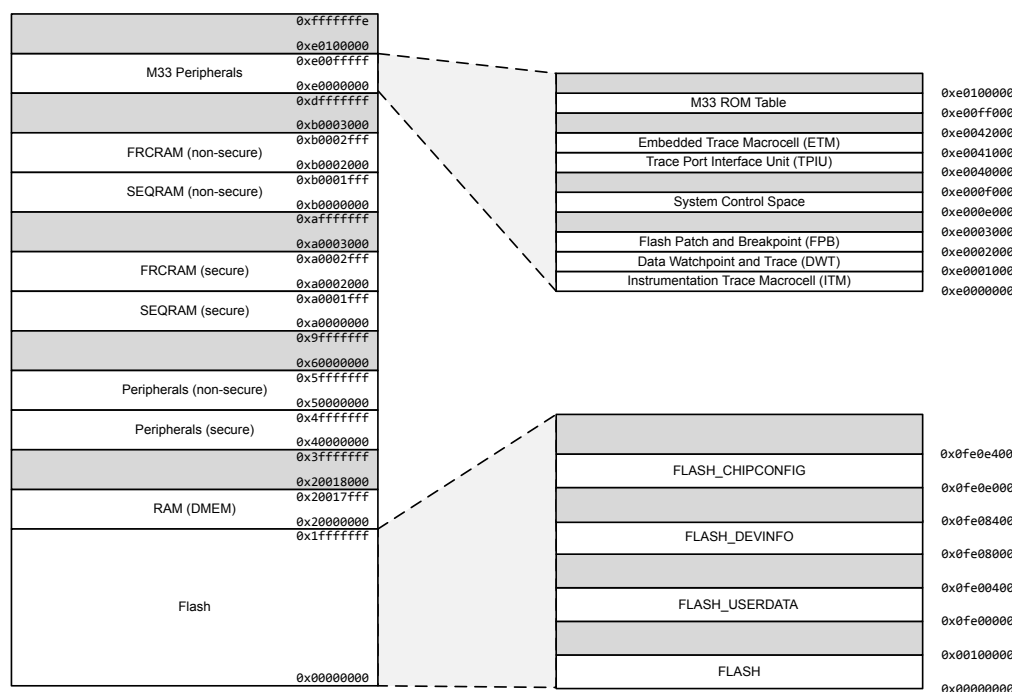 0xfffffffe
0xe0100000
0xe00fffff
M33 Peripherals
0xe0000000
0xdfffffff
0xb0003000
0xb0002fff
FRCRAM (non-secure)
0xb0002000
0xb0001fff
SEQRAM (non-secure)
0xb0000000
0xafffffff
0xa0003000
0xa0002fff
FRCRAM (secure)
0xa0002000
0xa0001fff
SEQRAM (secure)
0xa0000000
0x9fffffff
0x60000000
0x5fffffff
Peripherals (non-secure)
0x50000000
0x4fffffff
Peripherals (secure)
0x40000000
0x3fffffff
0x20018000
0x20017fff
RAM (DMEM)
0x20000000
0x1fffffff
Flash
0x00000000
0xe0100000
M33 ROM Table
0xe00ff000
0xe0042000
Embedded Trace Macrocell (ETM)
0xe0041000
Trace Port Interface Unit (TPIU)
0xe0040000
0xe000f000
System Control Space
0xe000e000
0xe0003000
Flash Patch and Breakpoint (FPB)
0xe0002000
Data Watchpoint and Trace (DWT)
0xe0001000
Instrumentation Trace Macrocell (ITM)
0xe0000000
0x0fe0e400
FLASH_CHIPCONFIG
0x0fe0e000
0x0fe08400
FLASH_DEVINFO
0x0fe08000
0x0fe00400
FLASH_USERDATA
0x0fe00000
0x00100000
FLASH
0x00000000